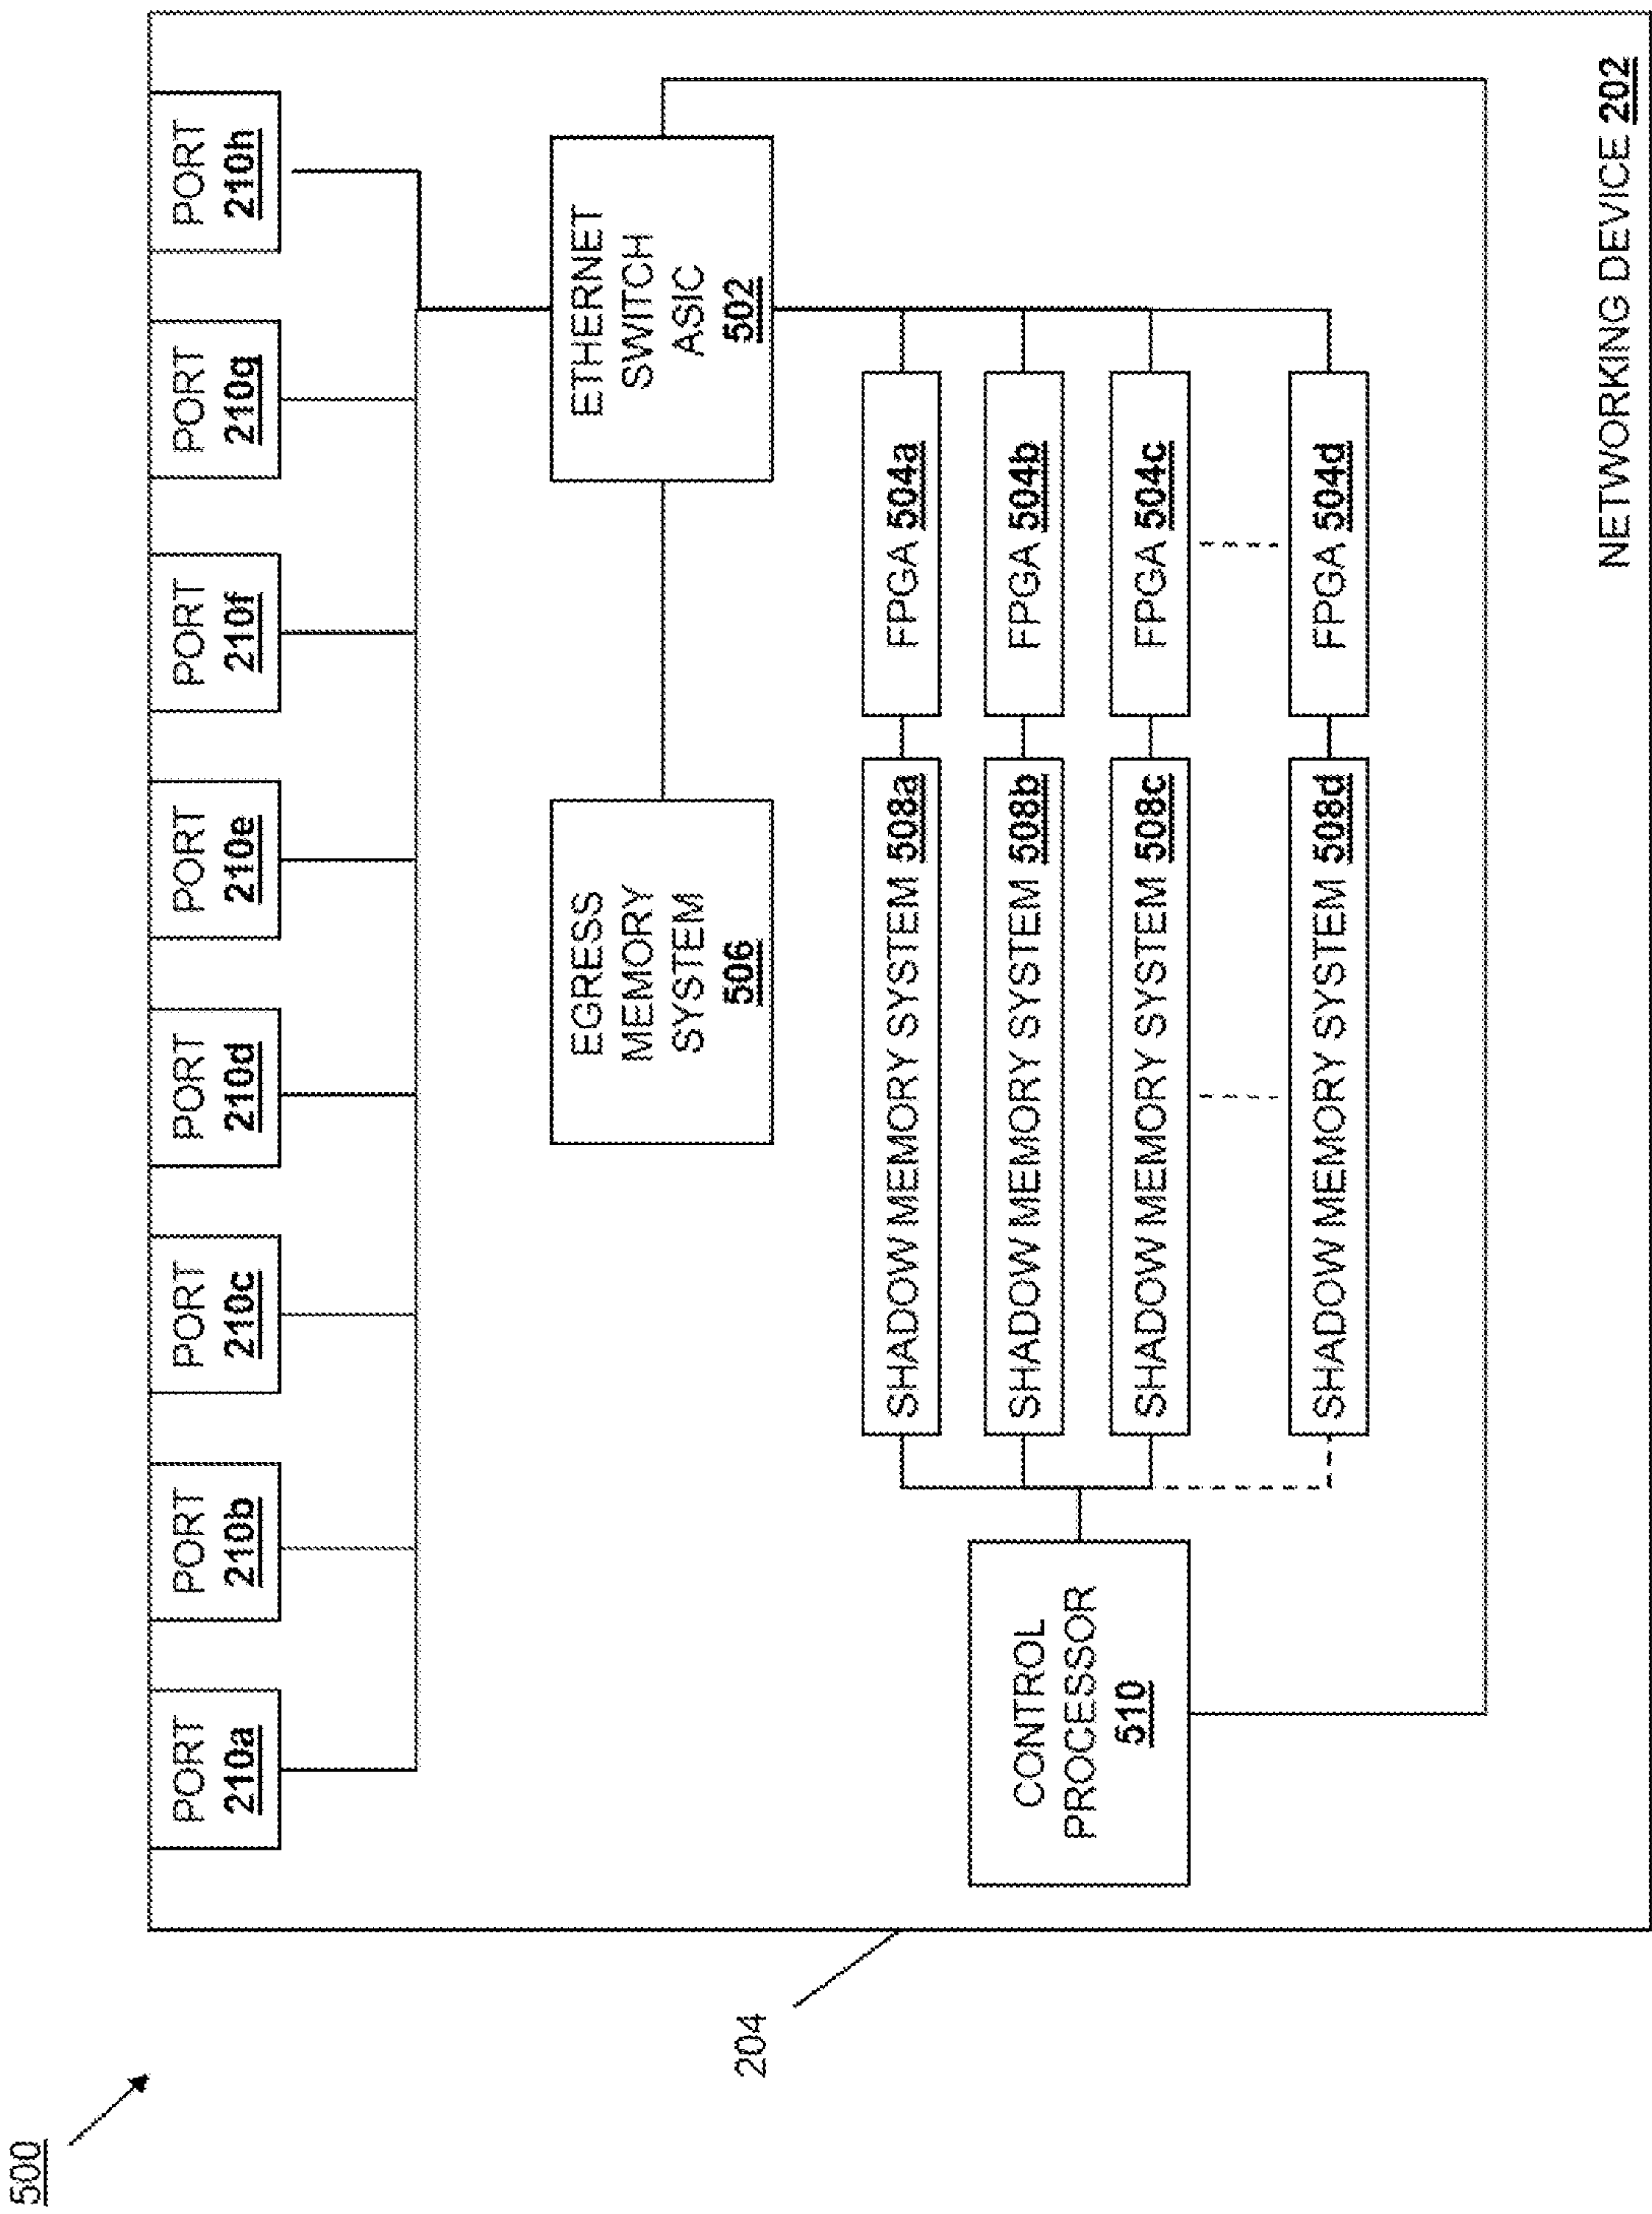 500
204
PORT
210a
PORT
210b
PORT
210c
PORT
210d
PORT
210e
PORT
210f
PORT
210g
PORT
210h
EGRESS
MEMORY
SYSTEM
506
ETHERNET
SWITCH
ASIC
502
SHADOW MEMORY SYSTEM 508a
FPGA 504a
SHADOW MEMORY SYSTEM 508b
FPGA 504b
SHADOW MEMORY SYSTEM 508c
FPGA 504c
SHADOW MEMORY SYSTEM 508d
FPGA 504d
CONTROL
PROCESSOR
510
NETWORKING DEVICE 202